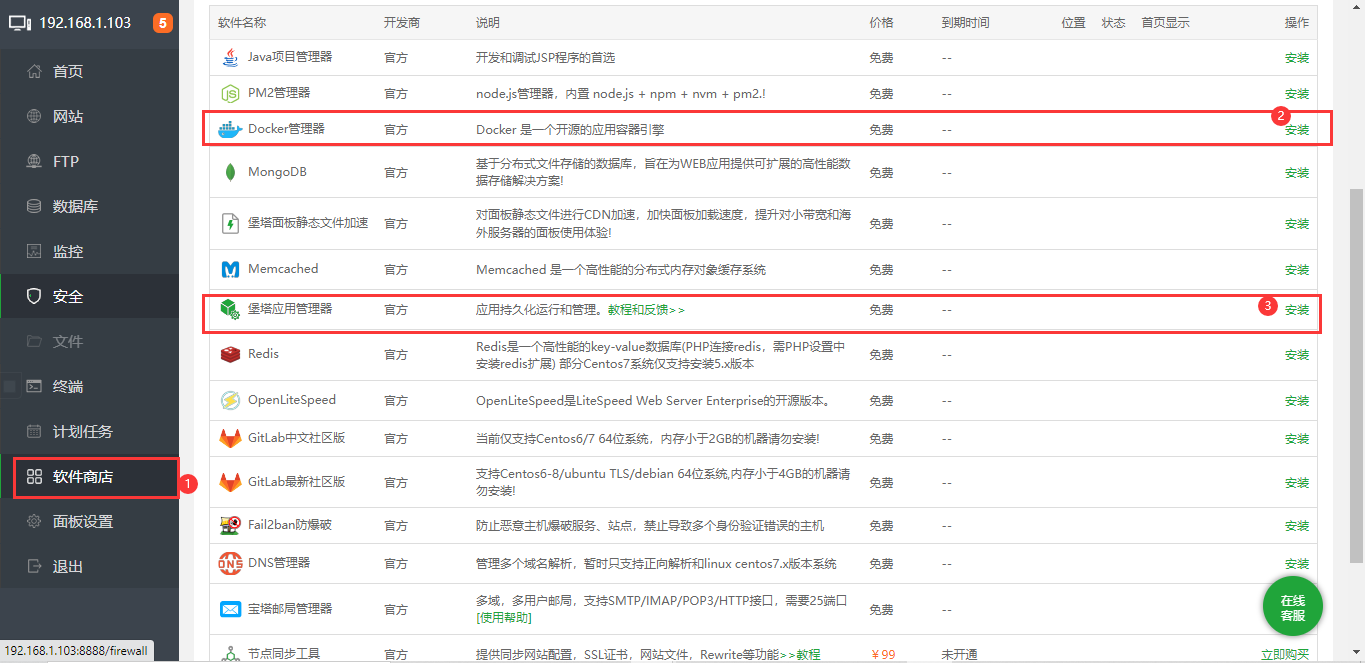 192.168.1.103 5
首页
网站
FTP
数据库
监控
安全
文件
终端
计划任务
软件商店
1
面板设置
退出
192.168.1.103:8888/firewall
软件名称 开发商 说明 价格 到期时间 位置 状态 首页显示 操作
Java项目管理器 官方 开发和调试JSP程序的首选 免费 -- 安装
PM2管理器 官方 node.js管理器，内置 node.js + npm + nvm + pm2.! 免费 -- 安装
2
Docker管理器 官方 Docker 是一个开源的应用容器引擎 免费 -- 安装
MongoDB 官方 基于分布式文件存储的数据库，旨在为WEB应用提供可扩展的高性能数
据存储解决方案! 免费 -- 安装
堡塔面板静态文件加速 官方 对面板静态文件进行CDN加速，加快面板加载速度，提升对小带宽和海
外服务器的面板使用体验! 免费 -- 安装
Memcached 官方 Memcached 是一个高性能的分布式内存对象缓存系统 免费 -- 安装
堡塔应用管理器 官方 应用持久化运行和管理。教程和反馈>> 免费 -- 3 安装
Redis 官方 Redis是一个高性能的key-value数据库(PHP连接redis，需PHP设置中
安装redis扩展) 部分Centos7系统仅支持安装5.x版本 免费 -- 安装
OpenLiteSpeed 官方 OpenLiteSpeed是LiteSpeed Web Server Enterprise的开源版本。 免费 -- 安装
GitLab中文社区版 官方 当前仅支持Centos6/7 64位系统，内存小于2GB的机器请勿安装! 免费 -- 安装
GitLab最新社区版 官方 支持Centos6-8/ubuntu TLS/debian 64位系统,内存小于4GB的机器请
勿安装! 免费 -- 安装
Fail2ban防爆破 官方 防止恶意主机爆破服务、站点，禁止导致多个身份验证错误的主机 免费 -- 安装
DNS管理器 官方 管理多个域名解析，暂时只支持正向解析和linux centos7.x版本系统 免费 -- 安装
宝塔邮局管理器 官方 多域，多用户邮局，支持SMTP/IMAP/POP3/HTTP接口，需要25端口
[使用帮助] 免费 --
在线
客服
节点同步工具 官方 提供同步网站配置，SSL证书，网站文件，Rewrite等功能>>教程 ￥99 未开通 立即购买